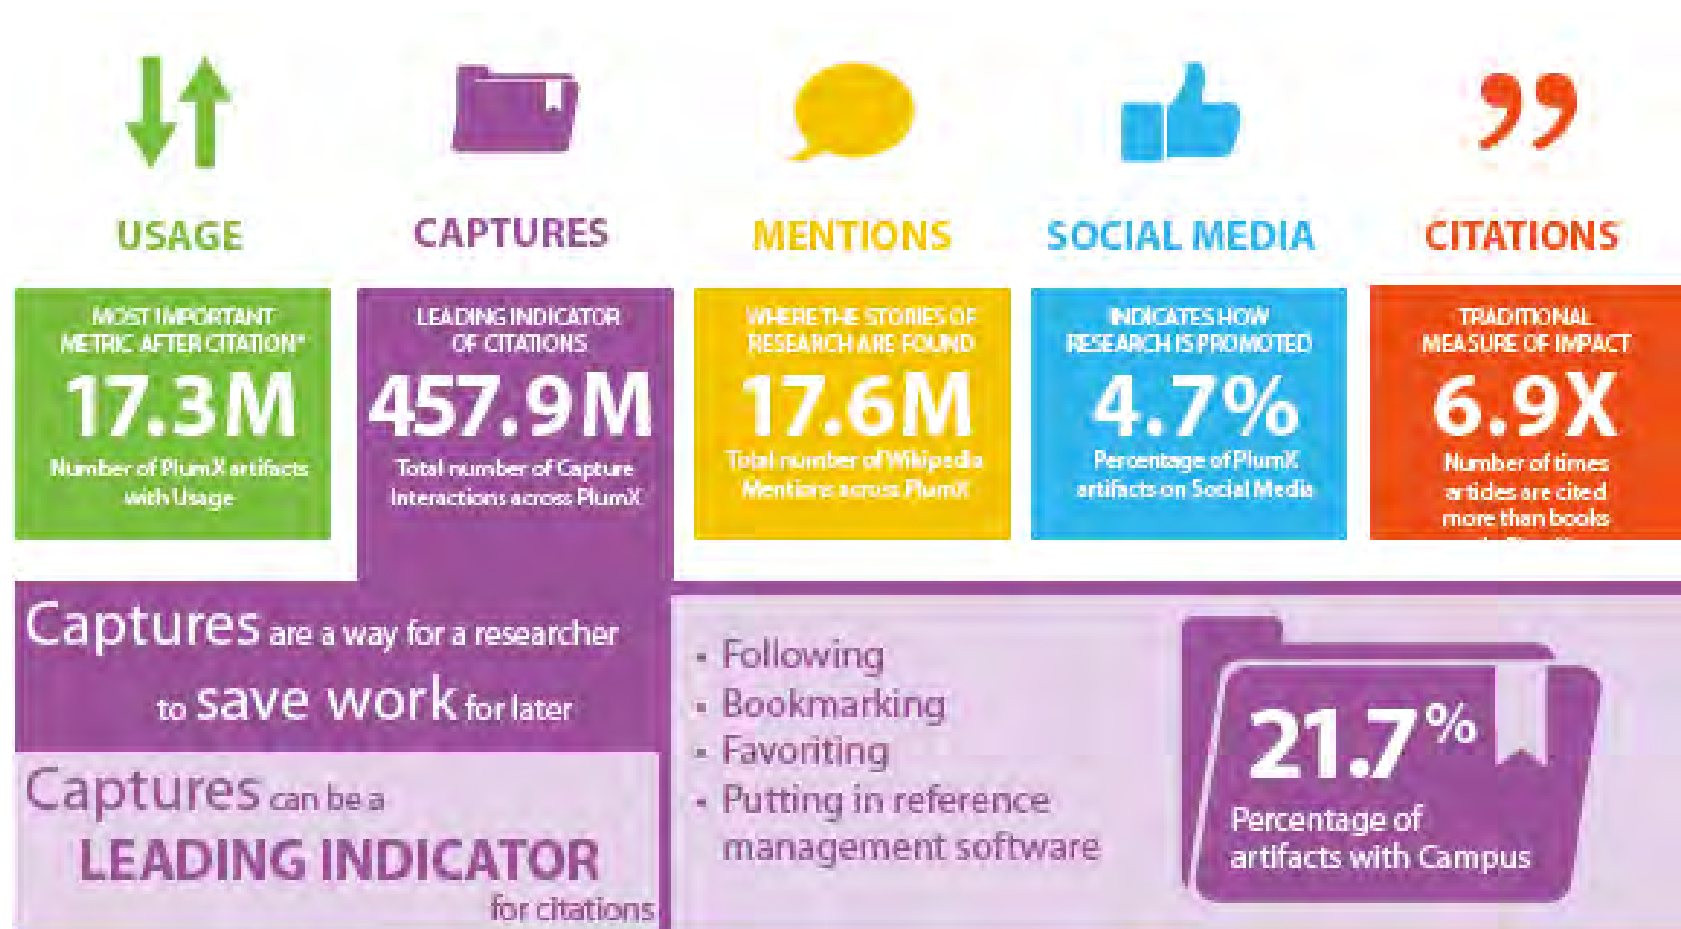 USAGE
CAPTURES
MENTIONS
SOCIAL MEDIA
CITATIONS
MOST IMPORTANT
METRIC AFTER CITATION*
17.3M
Number of PlumX artifacts
with Usage
LEADING INDICATOR
OF CITATIONS
457.9M
Total number of Capture
Interactions across PlumX
WHERE THE STORIES OF
RESEARCH ARE FOUND
17.6M
Total number of Wikipedia
Mentions across PlumX
INDICATES HOW
RESEARCH IS PROMOTED
4.7%
Percentage of PlumX
artifacts on Social Media
TRADITIONAL
MEASURE OF IMPACT
6.9X
Number of times
articles are cited
more than books
Captures are a way for a researcher
to save work for later
Captures can be a
LEADING INDICATOR
for citations
• Following
• Bookmarking
• Favoriting
• Putting in reference
management software
21.7%
Percentage of
artifacts with Campus